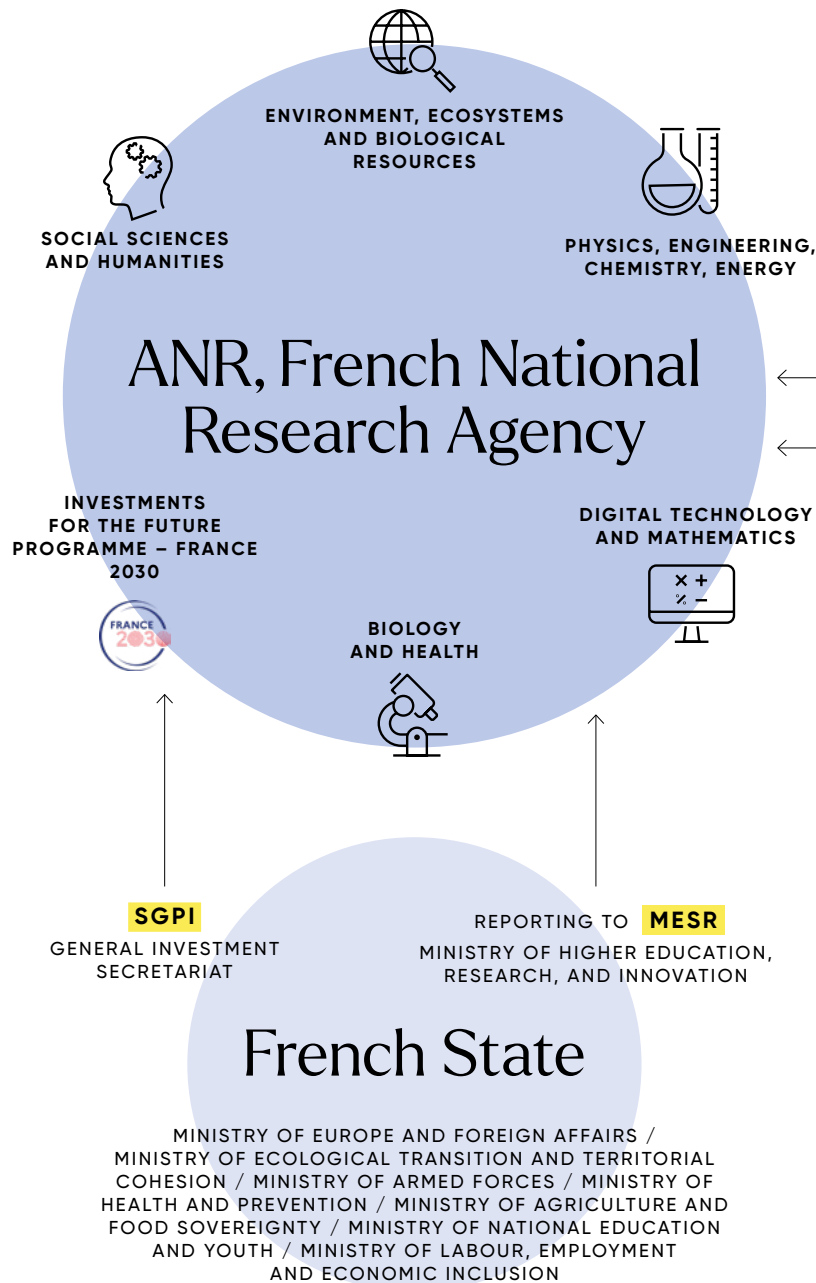 ENVIRONMENT, ECOSYSTEMS
AND BIOLOGICAL
RESOURCES
SOCIAL SCIENCES
AND HUMANITIES
PHYSICS, ENGINEERING,
CHEMISTRY, ENERGY
ANR, French National
Research Agency
INVESTMENTS
FOR THE FUTURE
PROGRAMME – FRANCE
2030
FRANCE
2030
DIGITAL TECHNOLOGY
AND MATHEMATICS
× +
% −
BIOLOGY
AND HEALTH
SGPI
GENERAL INVESTMENT
SECRETARIAT
REPORTING TO MESR
MINISTRY OF HIGHER EDUCATION,
RESEARCH, AND INNOVATION
French State
MINISTRY OF EUROPE AND FOREIGN AFFAIRS /
MINISTRY OF ECOLOGICAL TRANSITION AND TERRITORIAL
COHESION / MINISTRY OF ARMED FORCES / MINISTRY OF
HEALTH AND PREVENTION / MINISTRY OF AGRICULTURE AND
FOOD SOVEREIGNTY / MINISTRY OF NATIONAL EDUCATION
AND YOUTH / MINISTRY OF LABOUR, EMPLOYMENT
AND ECONOMIC INCLUSION